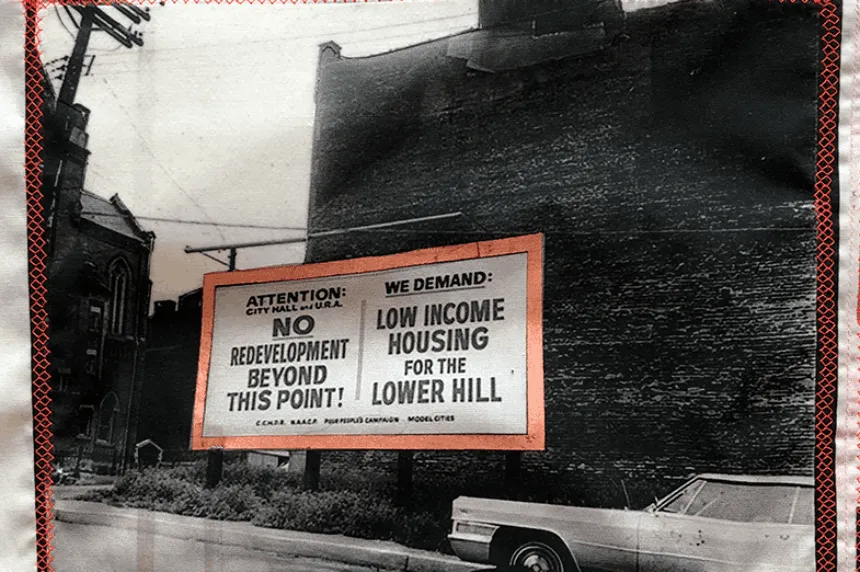 ATTENTION:
CITY HALL and U.R.A.
NO
REDEVELOPMENT
BEYOND
THIS POINT!
WE DEMAND:
LOW INCOME
HOUSING
FOR THE
LOWER HILL
C.C.H.D.R. N.A.A.C.P. POOR PEOPLE'S CAMPAIGN MODEL CITIES